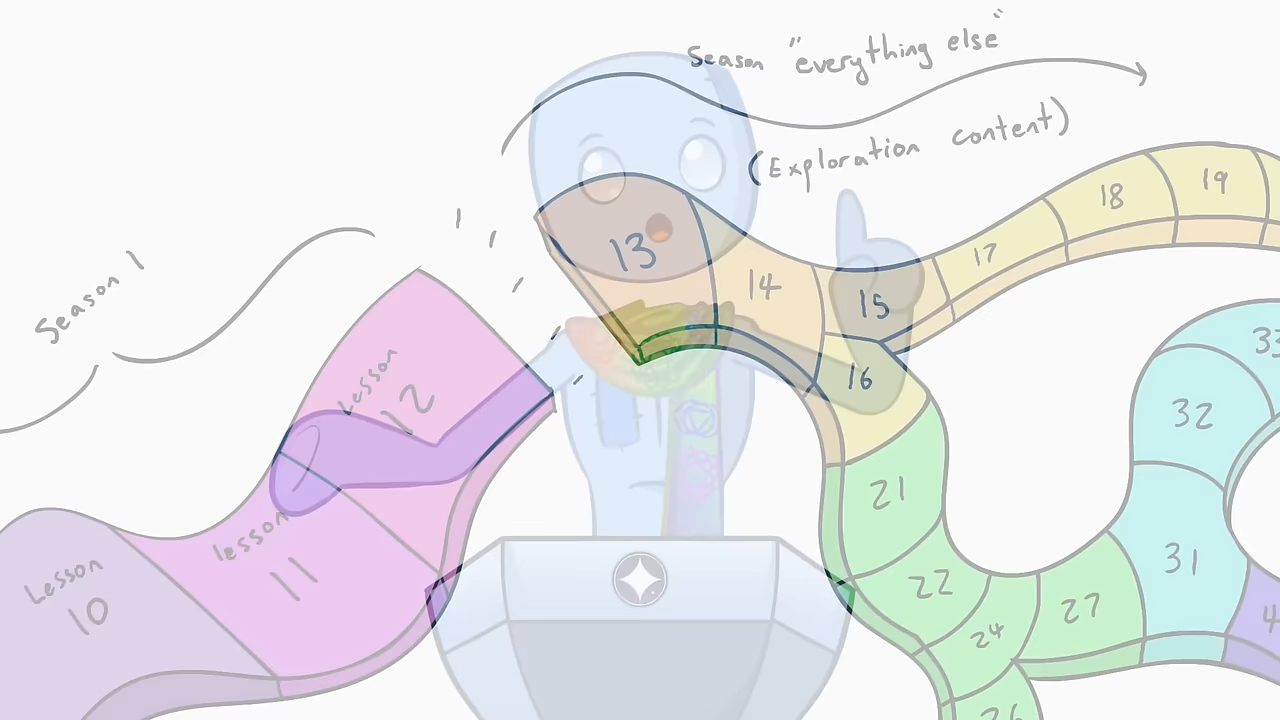 Season "everything else"
(Exploration content)
Season 1
Lesson
10
lesson
11
Lesson
12
13
14
15
16
17
18
19
21
22
24
27
31
32
33